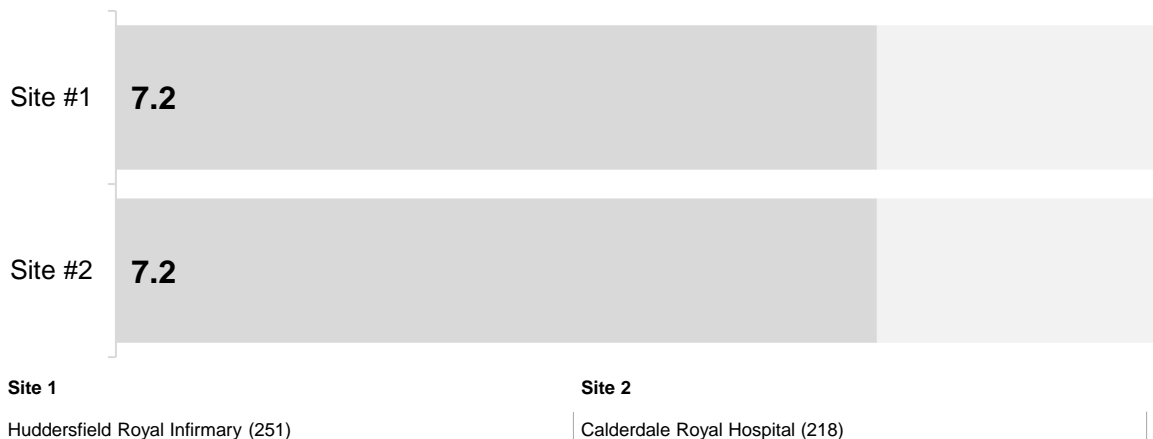 Site #1 7.2
Site #2 7.2
Site 1 Site 2
Huddersfield Royal Infirmary (251) Calderdale Royal Hospital (218)